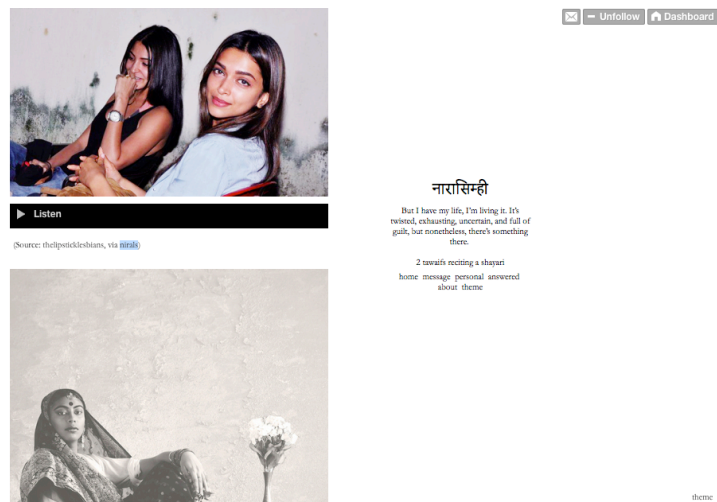 Unfollow
Dashboard
Listen
(Source: thelipsticklesbians, via nirals)
नारासिम्ही
But I have my life, I'm living it. It's
twisted, exhausting, uncertain, and full of
guilt, but nonetheless, there's something
there.
2 tawaifs reciting a shayari
home message personal answered
about theme
theme